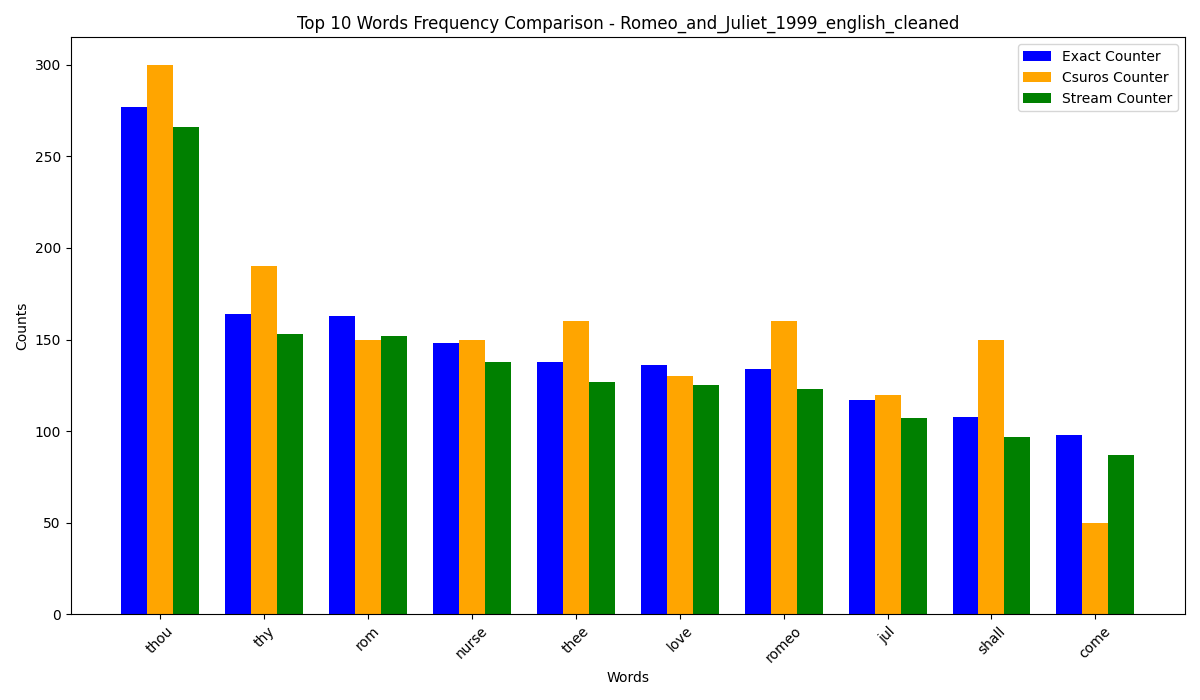 Top 10 Words Frequency Comparison - Romeo_and_Juliet_1999_english_cleaned
Exact Counter
Csuros Counter
Stream Counter
300
250
200
150
100
50
0
Counts
thou
thy
rom
nurse
thee
love
romeo
jul
shall
come
Words